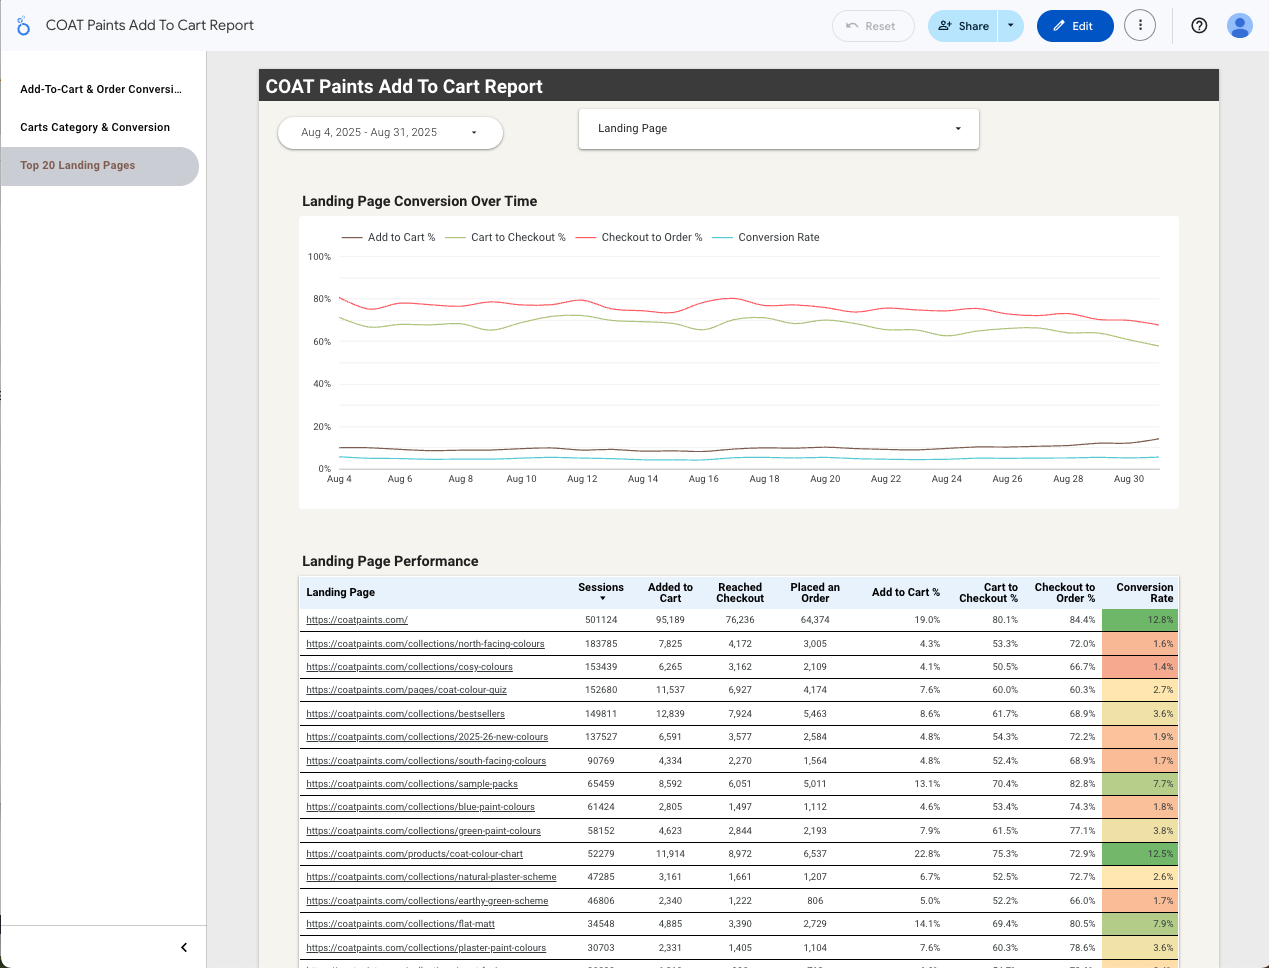 COAT Paints Add To Cart Report
Reset
Share
Edit
Add-To-Cart & Order Conversi...
Carts Category & Conversion
Top 20 Landing Pages
COAT Paints Add To Cart Report
Aug 4, 2025 - Aug 31, 2025
Landing Page
Landing Page Conversion Over Time
Add to Cart % Cart to Checkout % Checkout to Order % Conversion Rate
100%
80%
60%
40%
20%
0%
Aug 4 Aug 6 Aug 8 Aug 10 Aug 12 Aug 14 Aug 16 Aug 18 Aug 20 Aug 22 Aug 24 Aug 26 Aug 28 Aug 30
Landing Page Performance
Landing Page Sessions Added to Cart Reached Checkout Placed an Order Add to Cart % Cart to Checkout % Checkout to Order % Conversion Rate
https://coatpaints.com/ 501124 95,189 76,236 64,374 19.0% 80.1% 84.4% 12.8%
https://coatpaints.com/collections/north-facing-colours 183785 7,825 4,172 3,005 4.3% 53.3% 72.0% 1.6%
https://coatpaints.com/collections/cosy-colours 153439 6,265 3,162 2,109 4.1% 50.5% 66.7% 1.4%
https://coatpaints.com/pages/coat-colour-quiz 152680 11,537 6,927 4,174 7.6% 60.0% 60.3% 2.7%
https://coatpaints.com/collections/bestsellers 149811 12,839 7,924 5,463 8.6% 61.7% 68.9% 3.6%
https://coatpaints.com/collections/2025-26-new-colours 137527 6,591 3,577 2,584 4.8% 54.3% 72.2% 1.9%
https://coatpaints.com/collections/south-facing-colours 90769 4,334 2,270 1,564 4.8% 52.4% 68.9% 1.7%
https://coatpaints.com/collections/sample-packs 65459 8,592 6,051 5,011 13.1% 70.4% 82.8% 7.7%
https://coatpaints.com/collections/blue-paint-colours 61424 2,805 1,497 1,112 4.6% 53.4% 74.3% 1.8%
https://coatpaints.com/collections/green-paint-colours 58152 4,623 2,844 2,193 7.9% 61.5% 77.1% 3.8%
https://coatpaints.com/products/coat-colour-chart 52279 11,914 8,972 6,537 22.8% 75.3% 72.9% 12.5%
https://coatpaints.com/collections/natural-plaster-scheme 47285 3,161 1,661 1,207 6.7% 52.5% 72.7% 2.6%
https://coatpaints.com/collections/earthy-green-scheme 46806 2,340 1,222 806 5.0% 52.2% 66.0% 1.7%
https://coatpaints.com/collections/flat-matt 34548 4,885 3,390 2,729 14.1% 69.4% 80.5% 7.9%
https://coatpaints.com/collections/plaster-paint-colours 30703 2,331 1,405 1,104 7.6% 60.3% 78.6% 3.6%